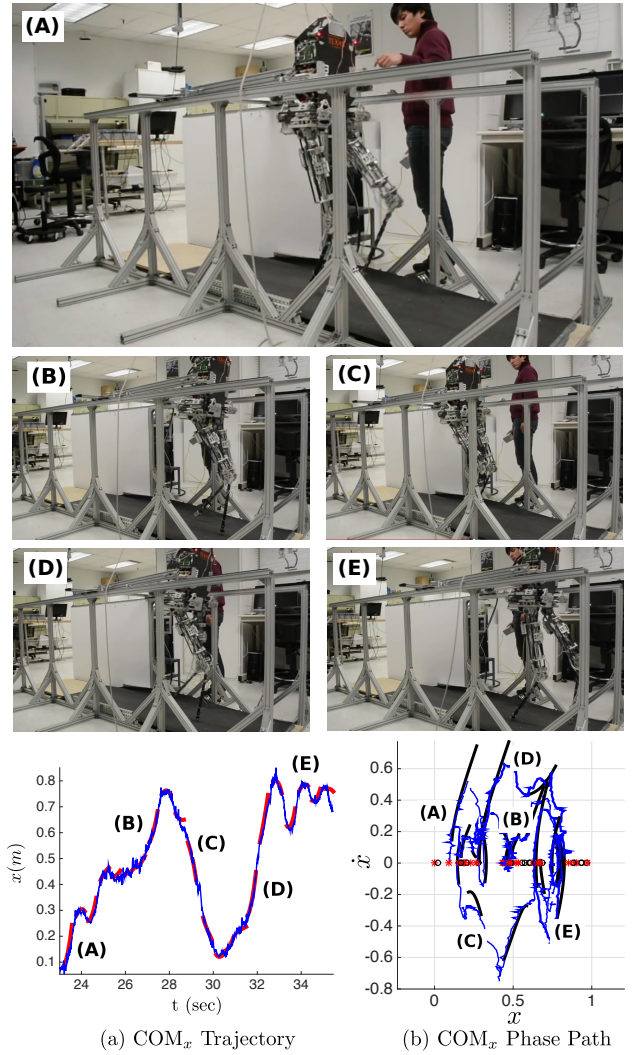 (A)
(B)
(C)
(D)
(E)
0.8
0.7
0.6
0.5
0.4
0.3
0.2
0.1
x(m)
24 26 28 30 32 34
t (sec)
(A)
(B)
(C)
(D)
(E)
(a) COMₓ Trajectory
0.6
0.4
0.2
0
-0.2
-0.4
-0.6
-0.8
ẋ
0 0.5 1
x
(A)
(D)
(B)
(C)
(E)
(b) COMₓ Phase Path